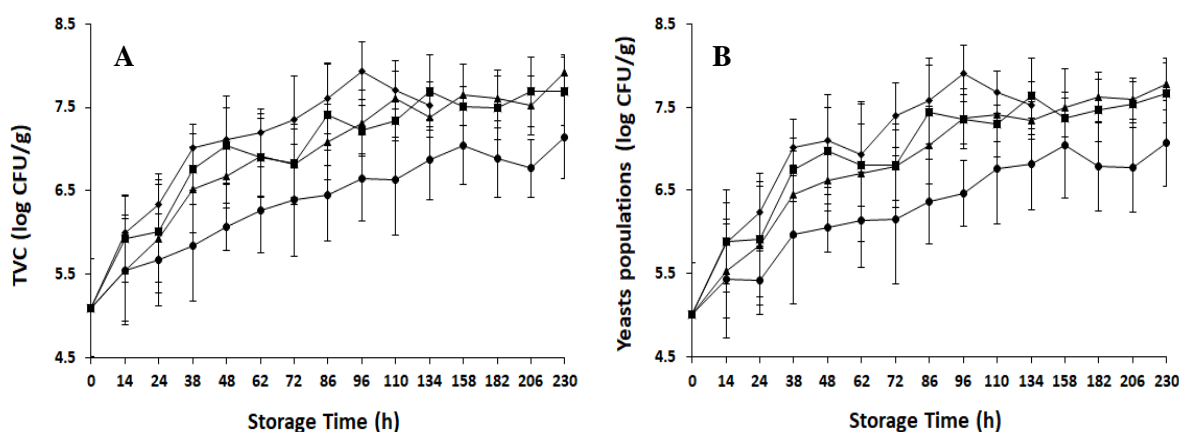 A
TVC (log CFU/g)
8.5
7.5
6.5
5.5
4.5
0 14 24 38 48 62 72 86 96 110 134 158 182 206 230
Storage Time (h)
B
Yeasts populations (log CFU/g)
8.5
7.5
6.5
5.5
4.5
0 14 24 38 48 62 72 86 96 110 134 158 182 206 230
Storage Time (h)